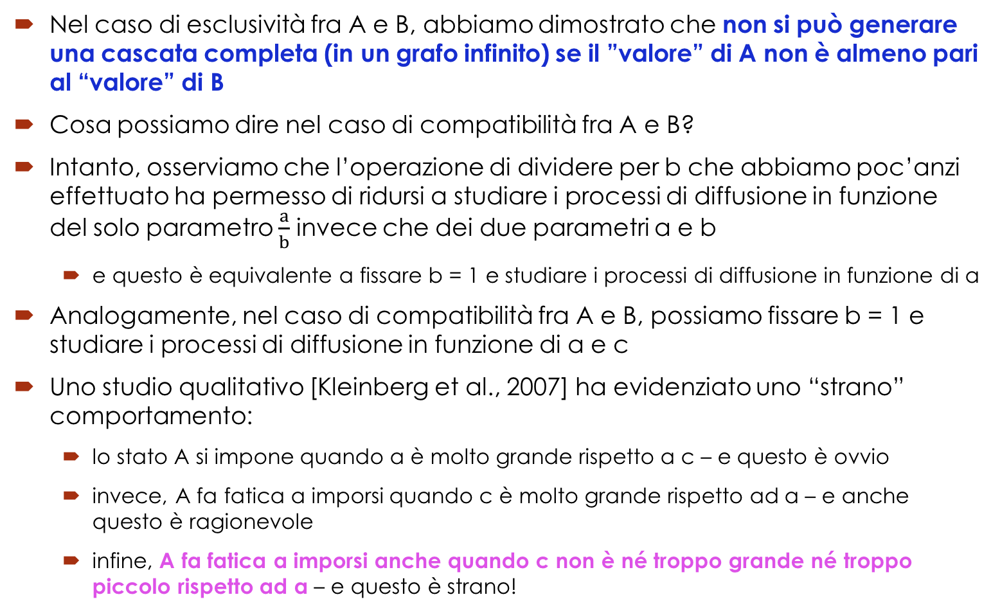 Nel caso di esclusività fra A e B, abbiamo dimostrato che non si può generare
una cascata completa (in un grafo infinito) se il ”valore” di A non è almeno pari
al “valore” di B
Cosa possiamo dire nel caso di compatibilità fra A e B?
Intanto, osserviamo che l’operazione di dividere per b che abbiamo poc’anzi
effettuato ha permesso di ridursi a studiare i processi di diffusione in funzione
del solo parametro a/b invece che dei due parametri a e b
e questo è equivalente a fissare b = 1 e studiare i processi di diffusione in funzione di a
Analogamente, nel caso di compatibilità fra A e B, possiamo fissare b = 1 e
studiare i processi di diffusione in funzione di a e c
Uno studio qualitativo [Kleinberg et al., 2007] ha evidenziato uno “strano”
comportamento:
lo stato A si impone quando a è molto grande rispetto a c – e questo è ovvio
invece, A fa fatica a imporsi quando c è molto grande rispetto ad a – e anche
questo è ragionevole
infine, A fa fatica a imporsi anche quando c non è né troppo grande né troppo
piccolo rispetto ad a – e questo è strano!